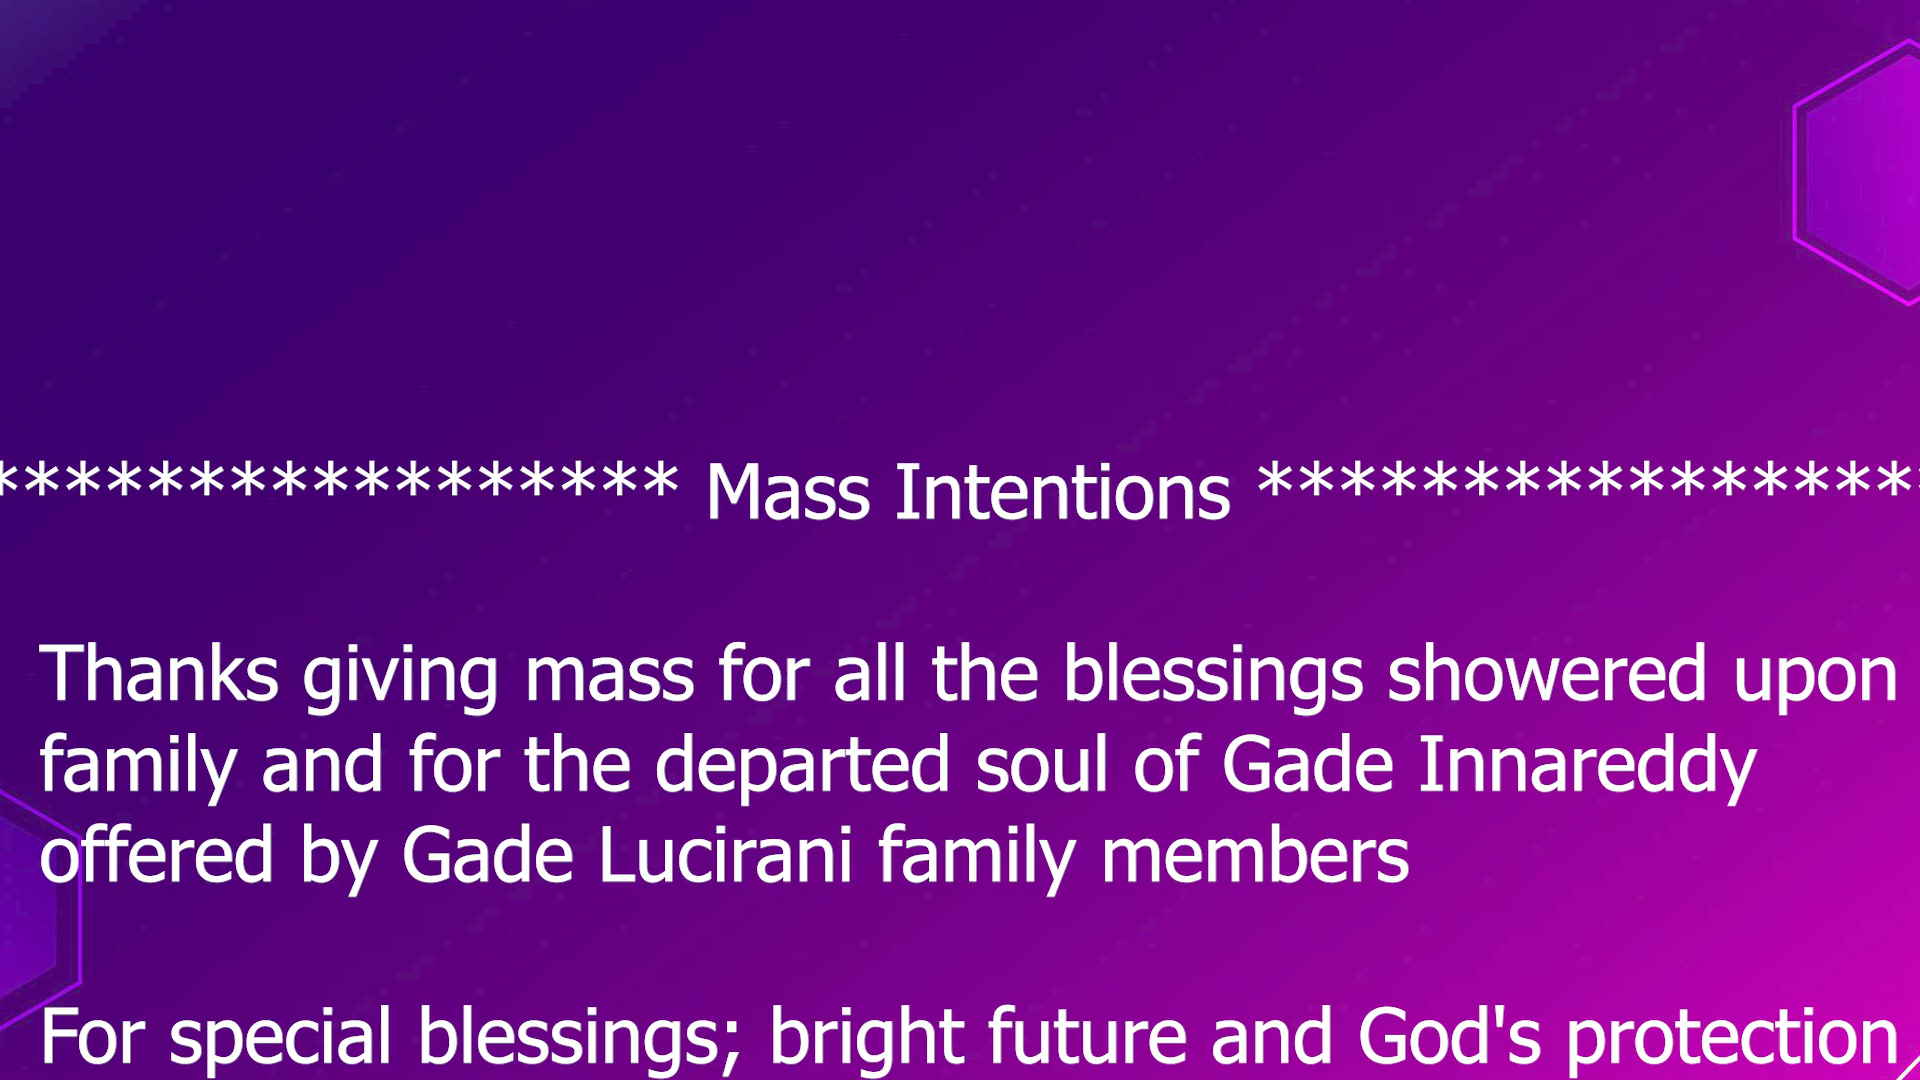 ***************** Mass Intentions *****************
Thanks giving mass for all the blessings showered upon
family and for the departed soul of Gade Innareddy
offered by Gade Lucirani family members
For special blessings; bright future and God's protection